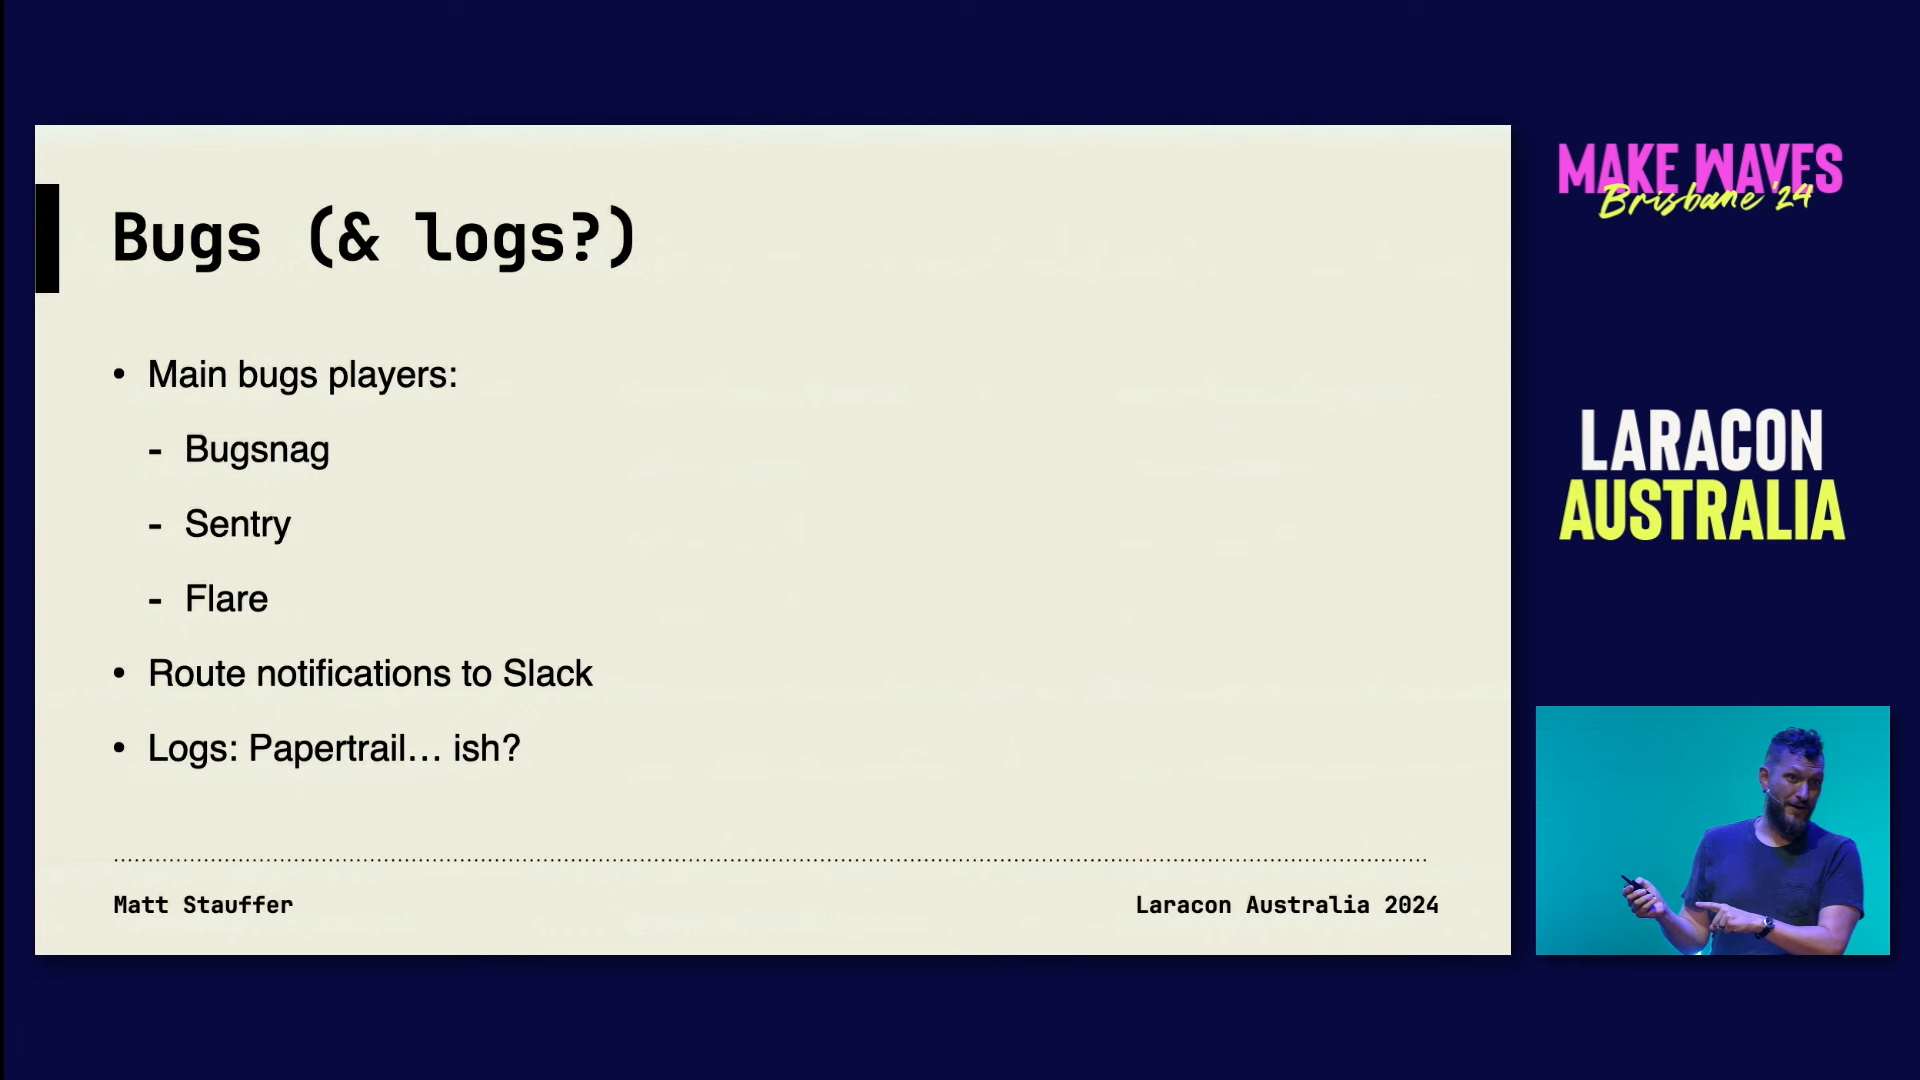 Bugs (& logs?)
• Main bugs players:
- Bugsnag
- Sentry
- Flare
• Route notifications to Slack
• Logs: Papertrail... ish?
Matt Stauffer
Laracon Australia 2024
MAKE WAVES
Brisbane '24
LARACON
AUSTRALIA